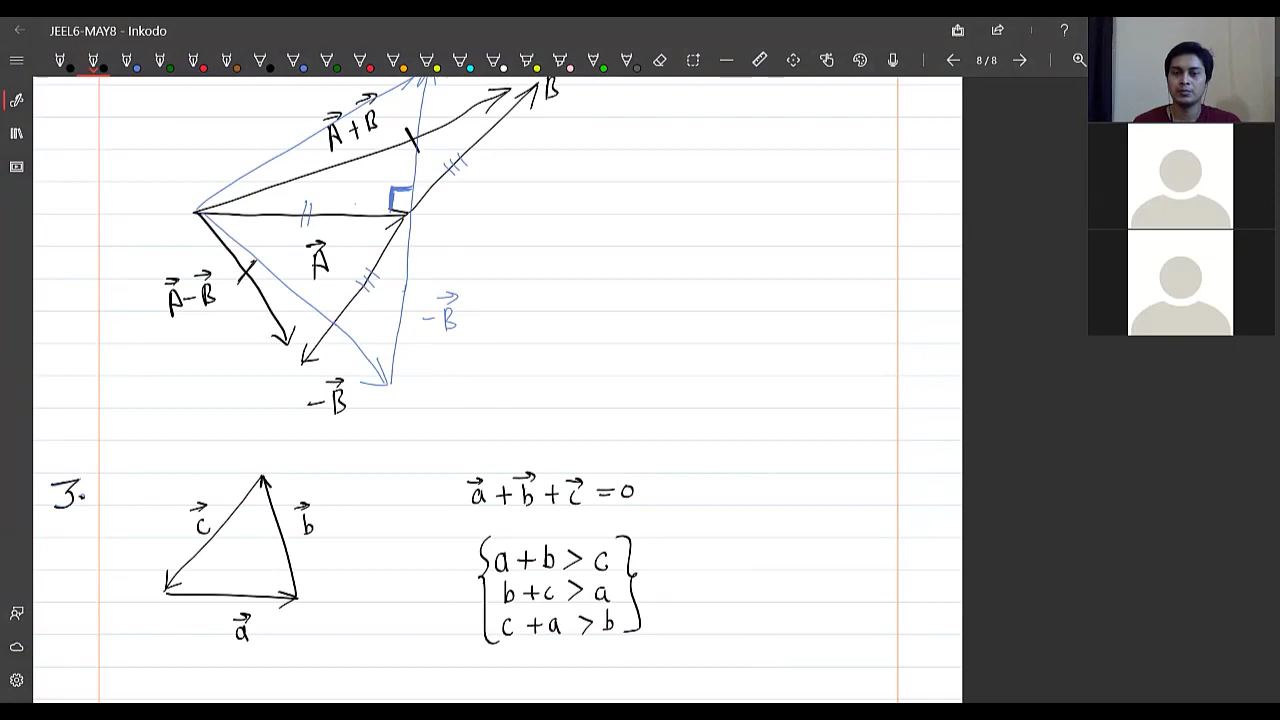 JEEL6-MAY8 - Inkodo
8/8
B
A⃗+B⃗
A⃗
A⃗-B⃗
-B⃗
-B⃗
3.
c⃗
b⃗
a⃗
a⃗+b⃗+c⃗=0
{a+b>c}
b+c>a
c+a>b